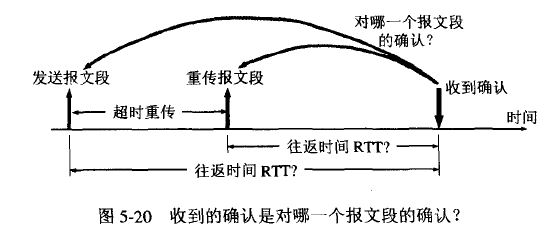 对哪一个报文段
的确认?
发送报文段
重传报文段
收到确认
超时重传
时间
往返时间 RTT?
往返时间 RTT?
图 5-20 收到的确认是对哪一个报文段的确认?